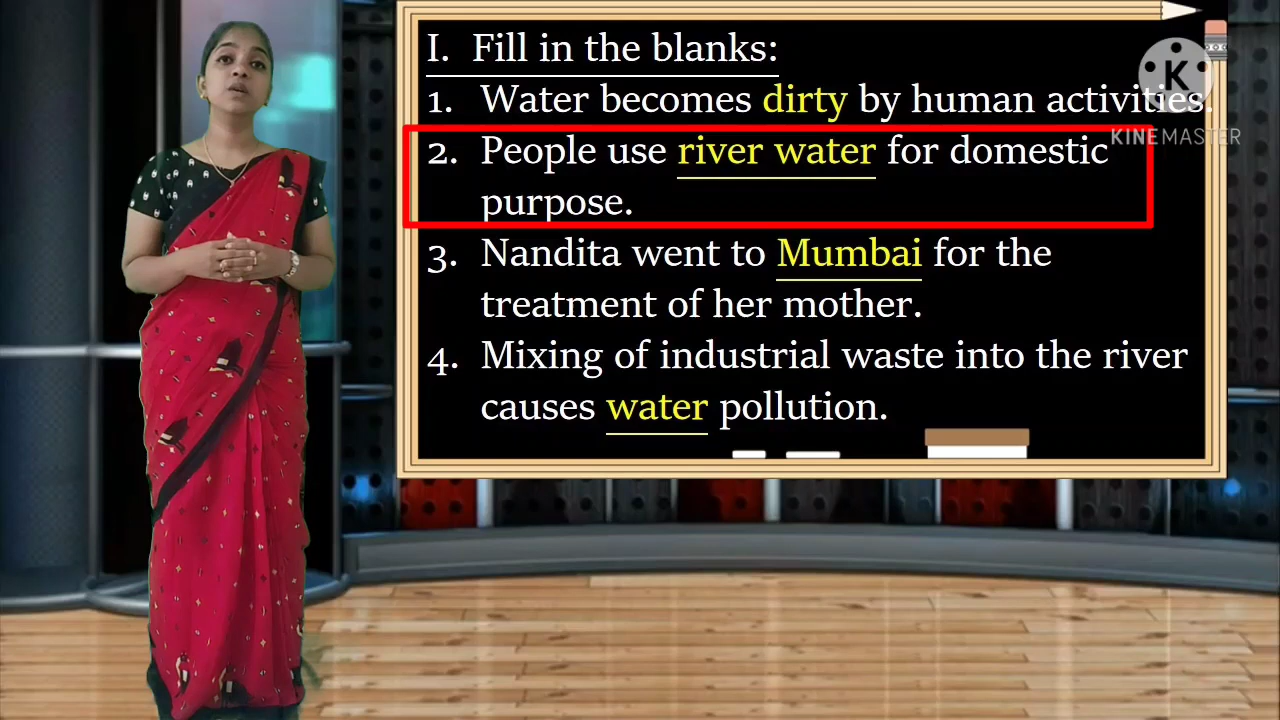 I. Fill in the blanks:
1. Water becomes dirty by human activities.
2. People use river water for domestic
purpose.
3. Nandita went to Mumbai for the
treatment of her mother.
4. Mixing of industrial waste into the river
causes water pollution.
K
KINEMASTER